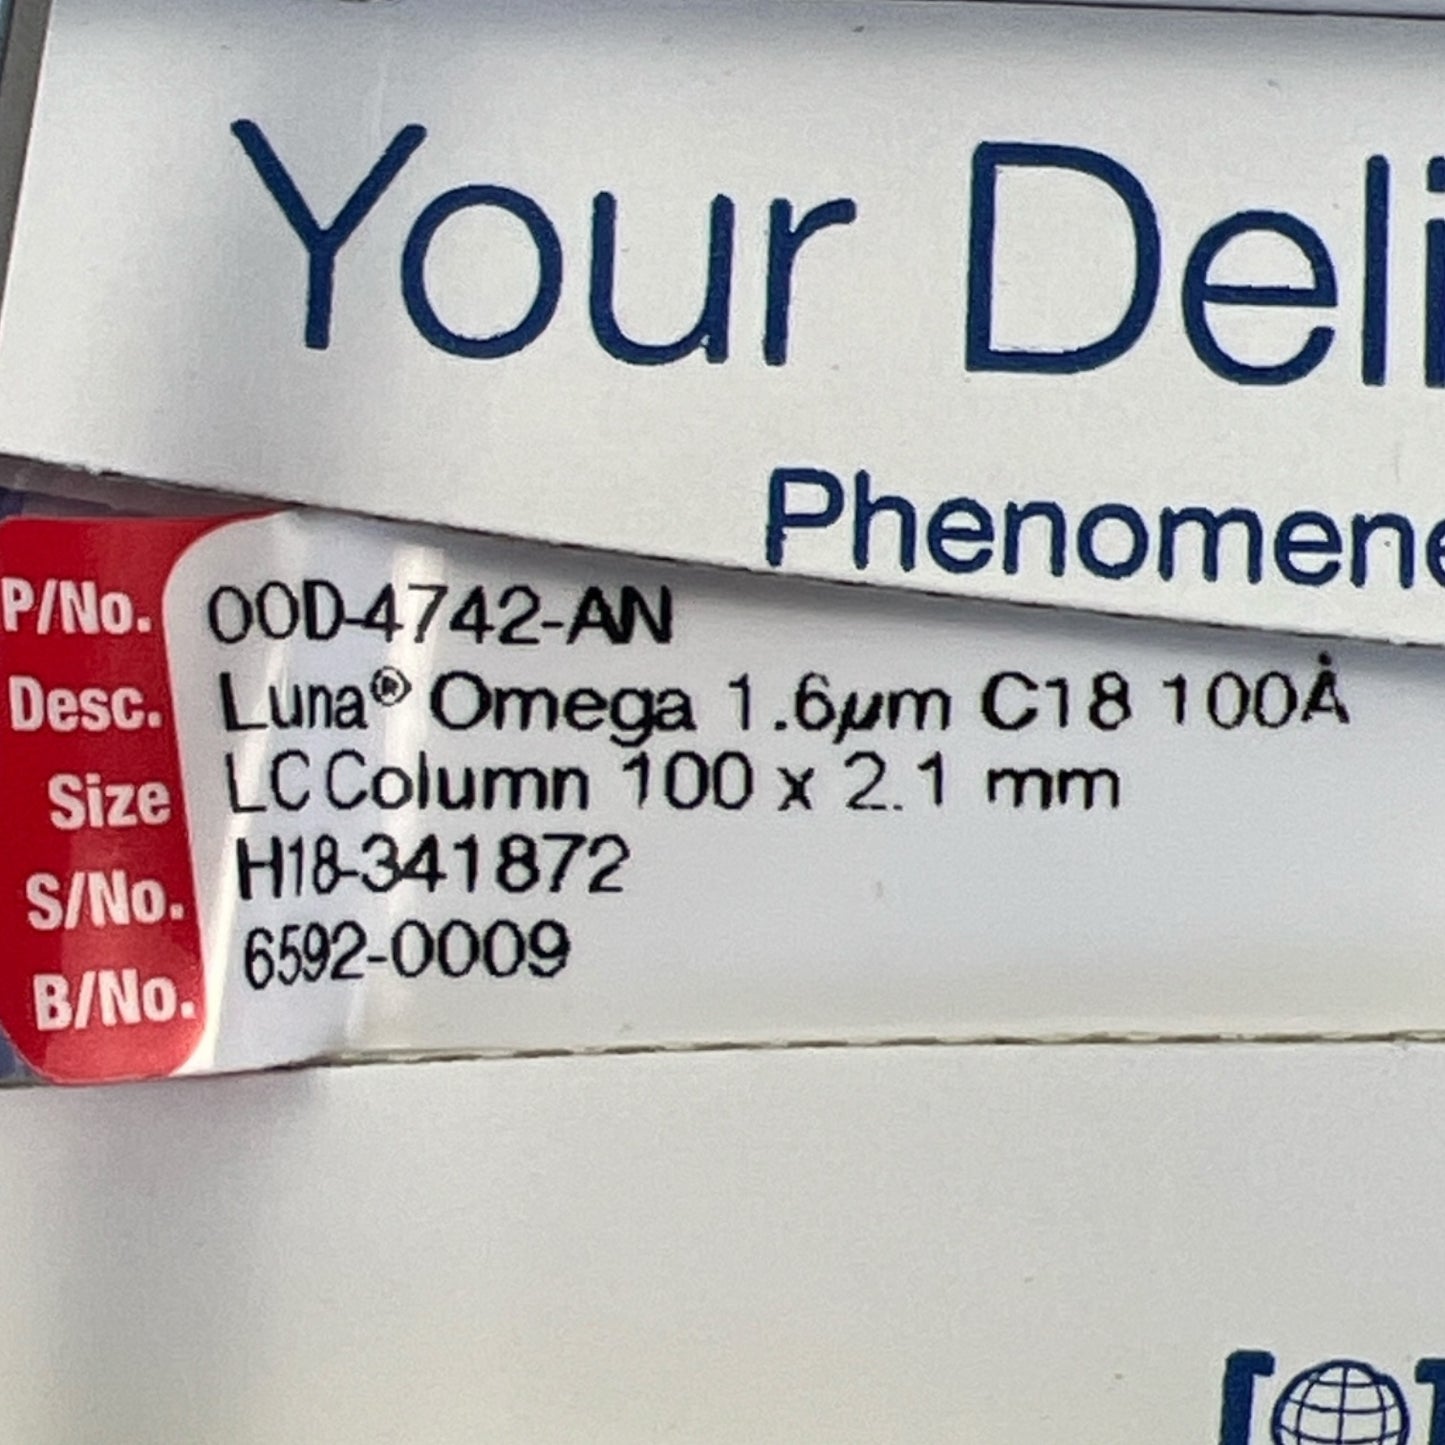 Your Deli
Phenomene
P/No. 00D-4742-AN
Desc. Luna® Omega 1.6µm C18 100Å
Size LC Column 100 x 2.1 mm
S/No. H18-341872
B/No. 6592-0009